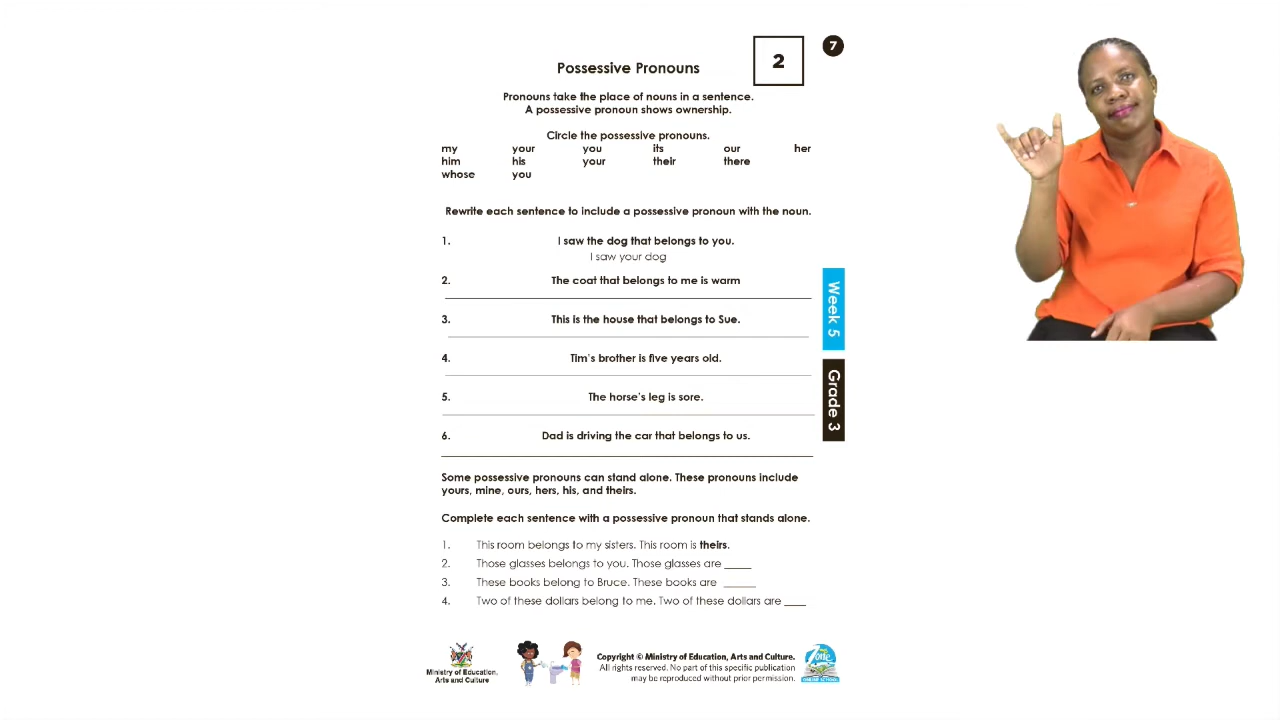 2
7
Possessive Pronouns
Pronouns take the place of nouns in a sentence.
A possessive pronoun shows ownership.
Circle the possessive pronouns.
my your you its our her
him his your their there
whose you
Rewrite each sentence to include a possessive pronoun with the noun.
1. I saw the dog that belongs to you.
I saw your dog
2. The coat that belongs to me is warm
3. This is the house that belongs to Sue.
4. Tim's brother is five years old.
5. The horse's leg is sore.
6. Dad is driving the car that belongs to us.
Week 5
Grade 3
Some possessive pronouns can stand alone. These pronouns include
yours, mine, ours, hers, his, and theirs.
Complete each sentence with a possessive pronoun that stands alone.
1. This room belongs to my sisters. This room is theirs.
2. Those glasses belongs to you. Those glasses are _____
3. These books belong to Bruce. These books are ______
4. Two of these dollars belong to me. Two of these dollars are ____
Ministry of Education,
Arts and Culture
Copyright © Ministry of Education, Arts and Culture.
All rights reserved. No part of this specific publication
may be reproduced without prior permission.